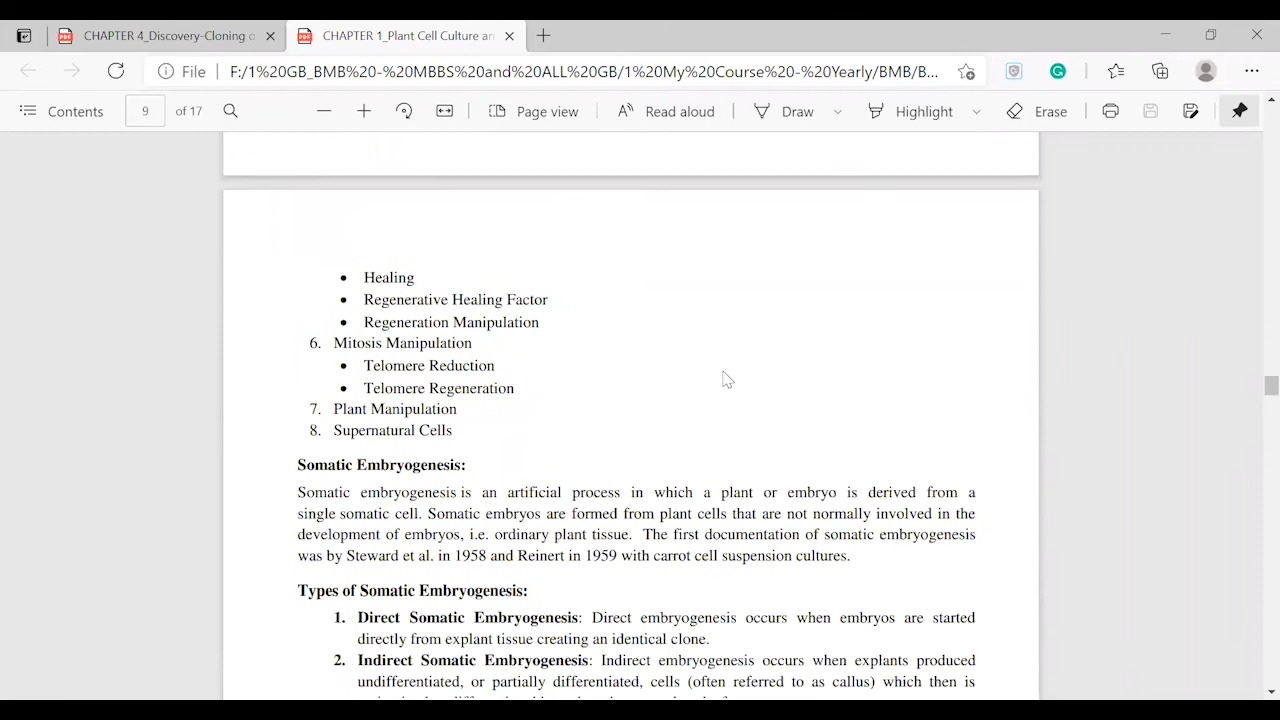 CHAPTER 4_Discovery-Cloning o
CHAPTER 1_Plant Cell Culture an
File
F:/1%20GB_BMB%20-%20MBBS%20and%20ALL%20GB/1%20My%20Course%20-%20Yearly/BMB/B...
Contents
9 of 17
Page view
Read aloud
Draw
Highlight
Erase
• Healing
• Regenerative Healing Factor
• Regeneration Manipulation
6. Mitosis Manipulation
• Telomere Reduction
• Telomere Regeneration
7. Plant Manipulation
8. Supernatural Cells
Somatic Embryogenesis:
Somatic embryogenesis is an artificial process in which a plant or embryo is derived from a
single somatic cell. Somatic embryos are formed from plant cells that are not normally involved in the
development of embryos, i.e. ordinary plant tissue. The first documentation of somatic embryogenesis
was by Steward et al. in 1958 and Reinert in 1959 with carrot cell suspension cultures.
Types of Somatic Embryogenesis:
1. Direct Somatic Embryogenesis: Direct embryogenesis occurs when embryos are started
directly from explant tissue creating an identical clone.
2. Indirect Somatic Embryogenesis: Indirect embryogenesis occurs when explants produced
undifferentiated, or partially differentiated, cells (often referred to as callus) which then is